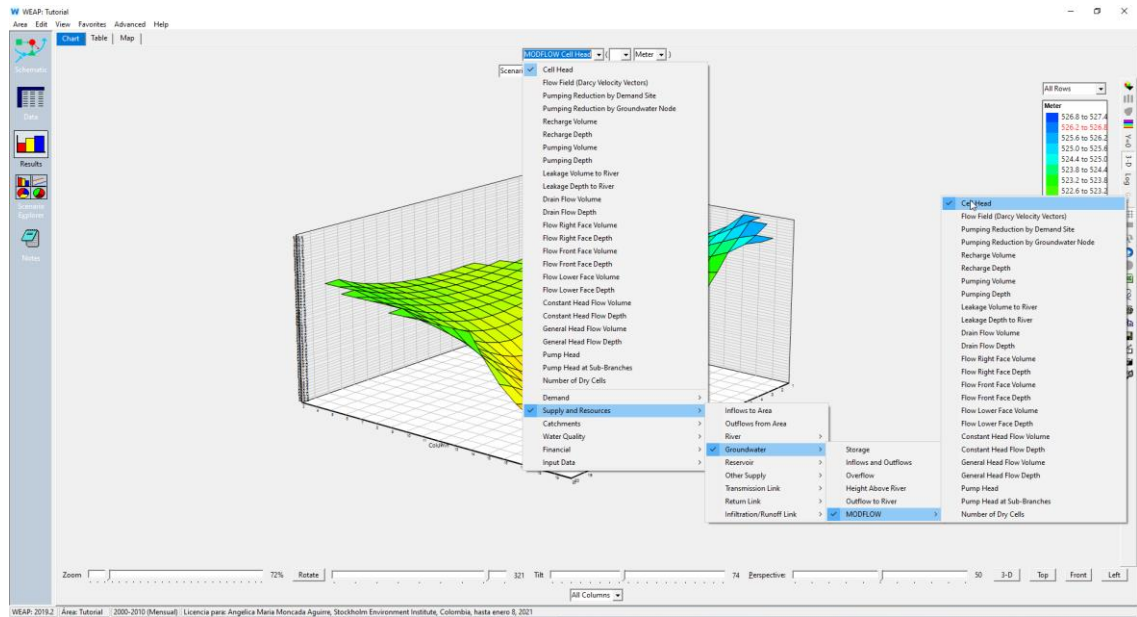 WEAP: Tutorial
Area Edit View Favorites Advanced Help
Chart Table Map
Schematic
Data
Results
Scenario Explorer
Notes
MODFLOW Cell Head ( Meter )
Scenari
Cell Head
Flow Field (Darcy Velocity Vectors)
Pumping Reduction by Demand Site
Pumping Reduction by Groundwater Node
Recharge Volume
Recharge Depth
Pumping Volume
Pumping Depth
Leakage Volume to River
Leakage Depth to River
Drain Flow Volume
Drain Flow Depth
Flow Right Face Volume
Flow Right Face Depth
Flow Front Face Volume
Flow Front Face Depth
Flow Lower Face Volume
Flow Lower Face Depth
Constant Head Flow Volume
Constant Head Flow Depth
General Head Flow Volume
General Head Flow Depth
Pump Head
Pump Head at Sub-Branches
Number of Dry Cells
Demand
Supply and Resources
Catchments
Water Quality
Financial
Input Data
Inflows to Area
Outflows from Area
River
Groundwater
Reservoir
Other Supply
Transmission Link
Return Link
Infiltration/Runoff Link
Storage
Inflows and Outflows
Overflow
Height Above River
Outflow to River
MODFLOW
Cell Head
Flow Field (Darcy Velocity Vectors)
Pumping Reduction by Demand Site
Pumping Reduction by Groundwater Node
Recharge Volume
Recharge Depth
Pumping Volume
Pumping Depth
Leakage Volume to River
Leakage Depth to River
Drain Flow Volume
Drain Flow Depth
Flow Right Face Volume
Flow Right Face Depth
Flow Front Face Volume
Flow Front Face Depth
Flow Lower Face Volume
Flow Lower Face Depth
Constant Head Flow Volume
Constant Head Flow Depth
General Head Flow Volume
General Head Flow Depth
Pump Head
Pump Head at Sub-Branches
Number of Dry Cells
All Rows
Meter
526.8 to 527.4
526.2 to 526.8
525.6 to 526.2
525.0 to 525.6
524.4 to 525.0
523.8 to 524.4
523.2 to 523.8
522.6 to 523.2
Y=0
3-D
Log
Column
Zoom 72% Rotate 321 Tilt 74 Perspective: 50 3-D Top Front Left
All Columns
WEAP: 2019.2 Área: Tutorial 2000-2010 (Mensual) Licencia para: Angelica Maria Moncada Aguirre, Stockholm Environment Institute, Colombia, hasta enero 8, 2021